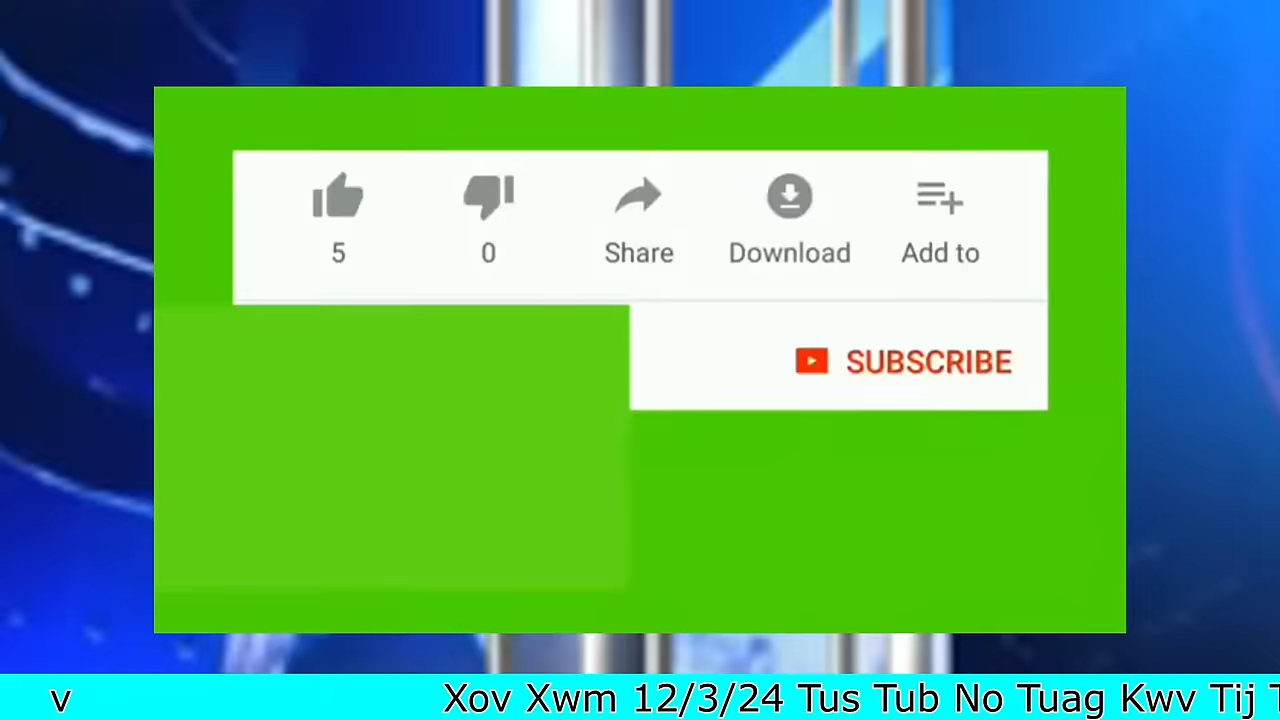 5 0 Share Download Add to
SUBSCRIBE
v Xov Xwm 12/3/24 Tus Tub No Tuag Kwv Tij